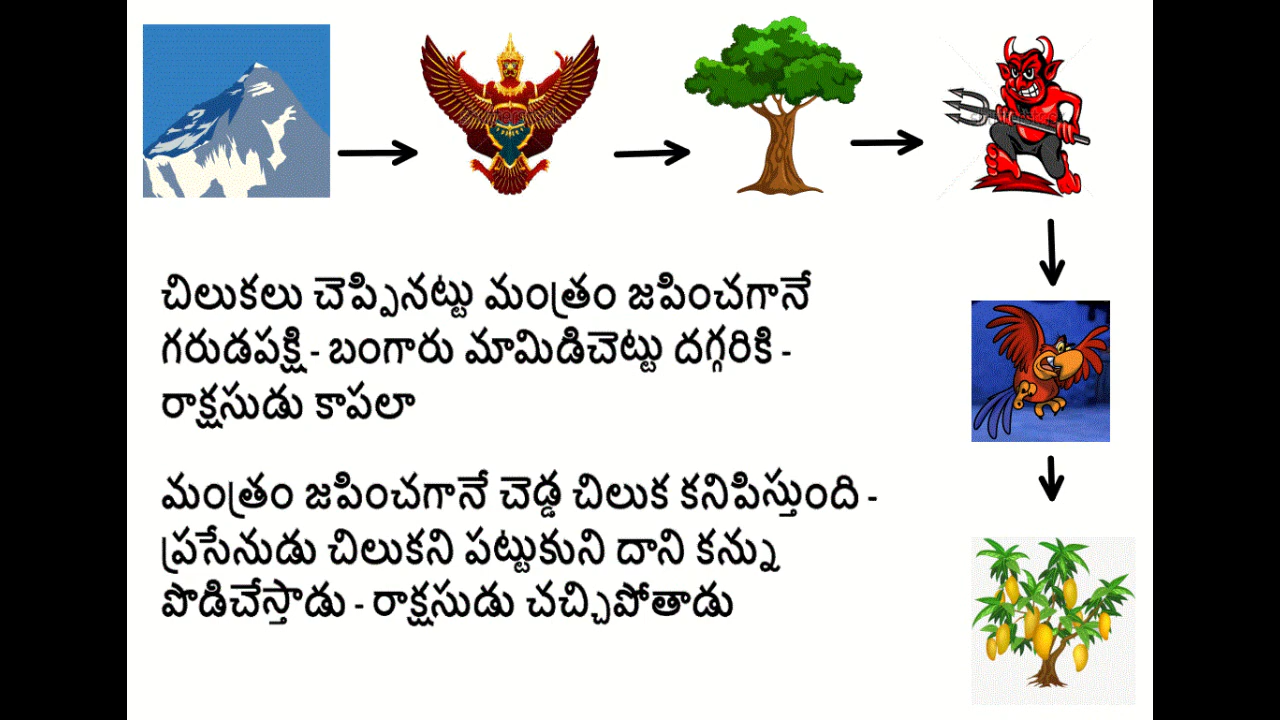 చిలుకలు చెప్పినట్టు మంత్రం జపించగానే
గరుడపక్షి - బంగారు మామిడిచెట్టు దగ్గరికి -
రాక్షసుడు కాపలా
మంత్రం జపించగానే చెడ్డ చిలుక కనిపిస్తుంది -
ప్రసేనుడు చిలుకని పట్టుకుని దాని కన్ను
పొడిచేస్తాడు - రాక్షసుడు చచ్చిపోతాడు